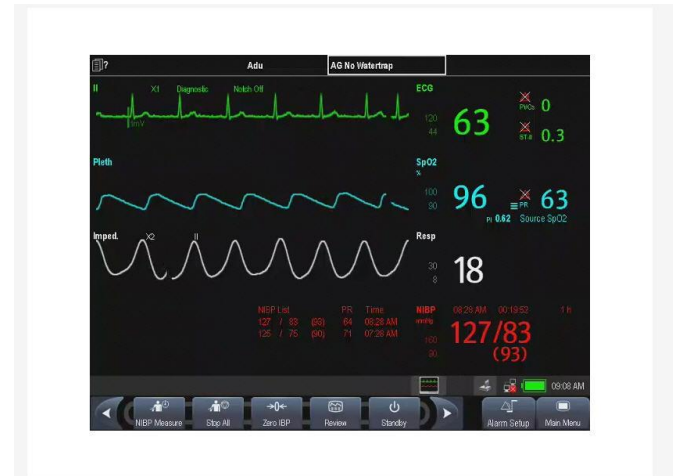 ? Adu AG No Watertrap
II X1 Diagnostic Notch Off ECG
1mV
120
44
63
PVCs 0
ST-II 0.3
Pleth SpO2
%
100
90
96
PR 63
PI 0.62 Source SpO2
Imped. X2 II Resp
30
8
18
NIBP List PR Time
127 / 83 (93) 64 08:28 AM
125 / 75 (90) 71 07:28 AM
NIBP 08:28 AM 00:19:52 1 h
mmHg
160
90
127/83
(93)
09:08 AM
NIBP Measure Stop All Zero IBP Review Standby Alarm Setup Main Menu